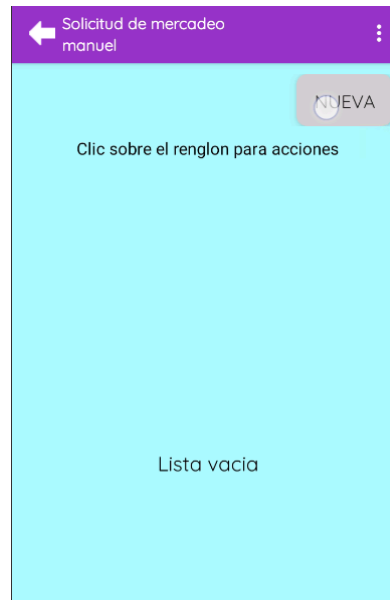 Solicitud de mercadeo
manuel
NUEVA
Clic sobre el renglon para acciones
Lista vacia